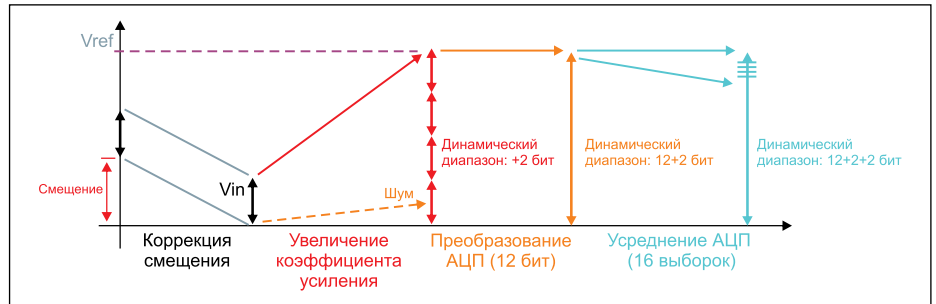 Vref
Смещение
Vin
Шум
Динамический
диапазон: +2 бит
Динамический
диапазон: 12+2 бит
Динамический
диапазон: 12+2+2 бит
Коррекция
смещения
Увеличение
коэффициента
усиления
Преобразование
АЦП (12 бит)
Усреднение АЦП
(16 выборок)